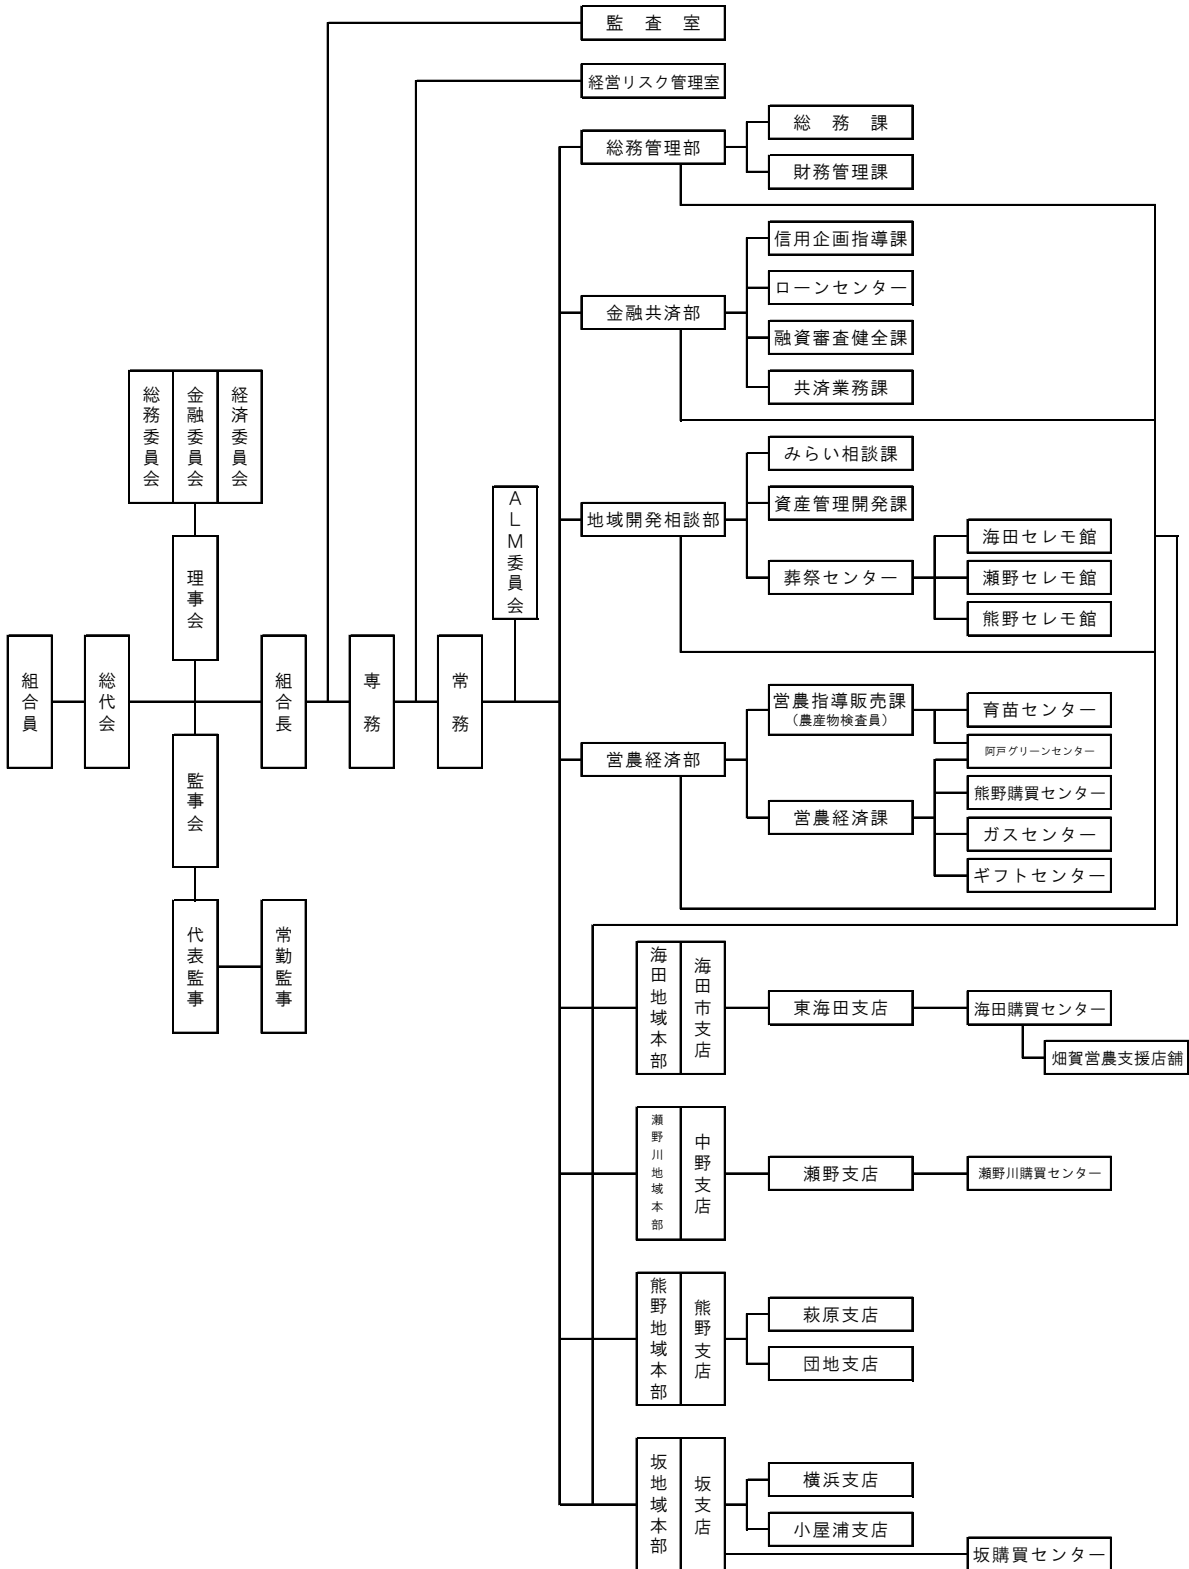 監　査　室
経営リスク管理室
総務管理部
総　務　課
財務管理課
金融共済部
信用企画指導課
ローンセンター
融資審査健全課
共済業務課
総務委員会
金融委員会
経済委員会
理事会
ＡＬＭ委員会
地域開発相談部
みらい相談課
資産管理開発課
葬祭センター
海田セレモ館
瀬野セレモ館
熊野セレモ館
組合員
総代会
組合長
専　務
常　務
監事会
代表監事
常勤監事
営農経済部
営農指導販売課
（農産物検査員）
育苗センター
阿戸グリーンセンター
営農経済課
熊野購買センター
ガスセンター
ギフトセンター
海田地域本部
海田市支店
東海田支店
海田購買センター
畑賀営農支援店舗
瀬野川地域本部
中野支店
瀬野支店
瀬野川購買センター
熊野地域本部
熊野支店
萩原支店
団地支店
坂地域本部
坂支店
横浜支店
小屋浦支店
坂購買センター